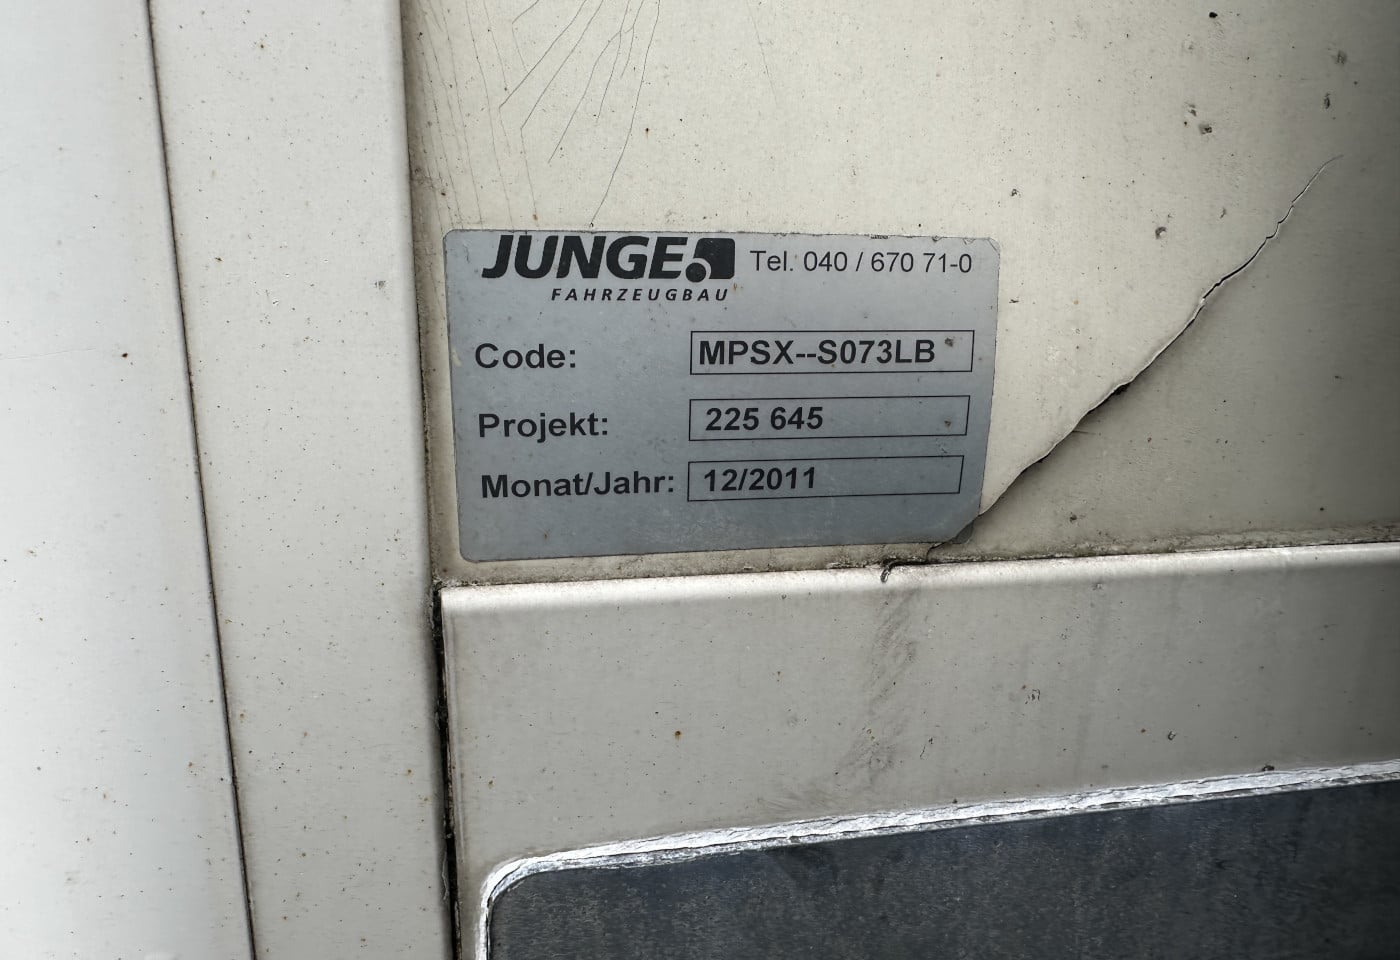 JUNGE Tel. 040 / 670 71-0
FAHRZEUGBAU
Code: MPSX--S073LB
Projekt: 225 645
Monat/Jahr: 12/2011